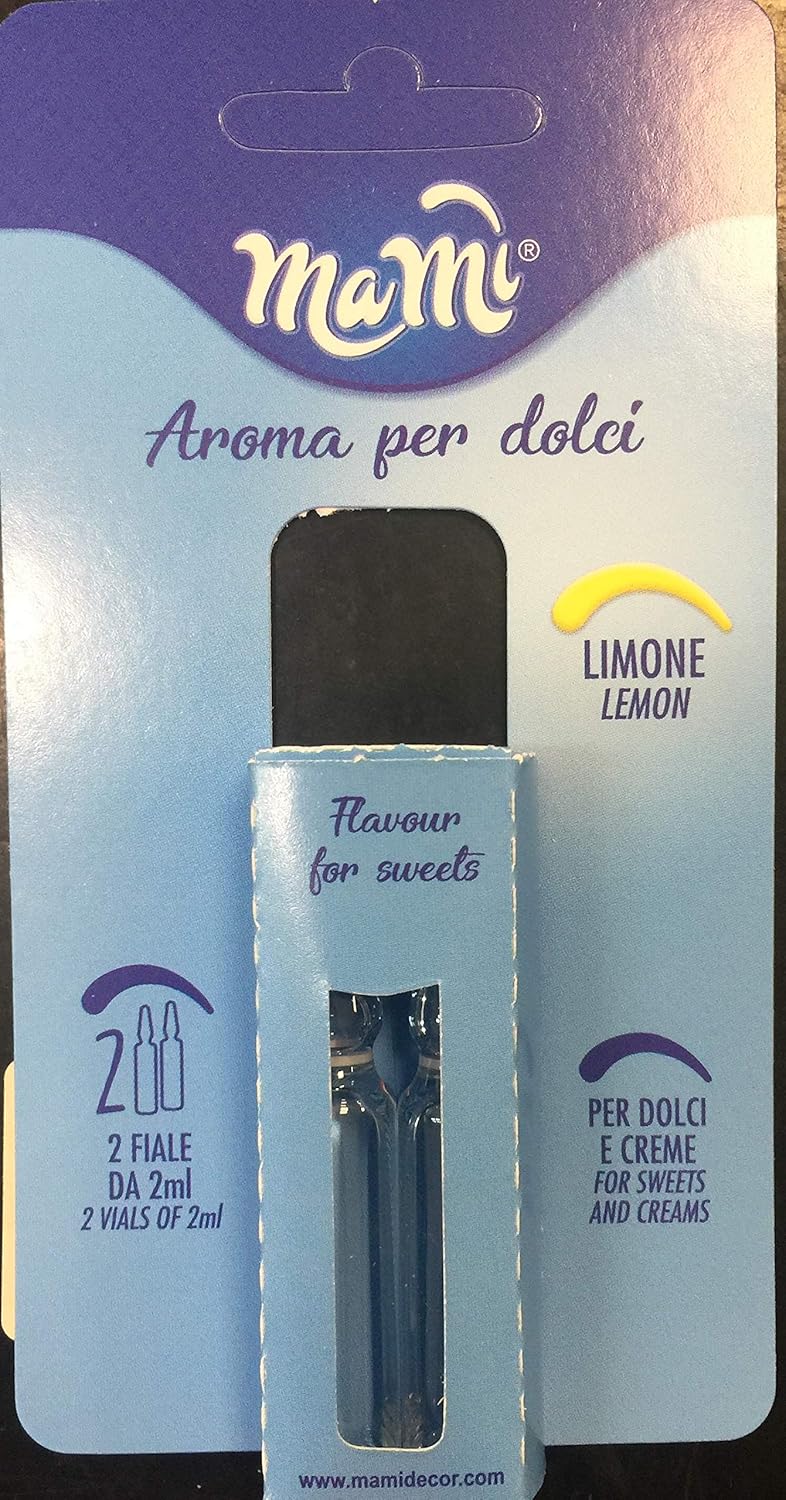 Mamì®
Aroma per dolci
LIMONE
LEMON
Flavour
for sweets
2
2 FIALE
DA 2ml
2 VIALS OF 2ml
PER DOLCI
E CREME
FOR SWEETS
AND CREAMS
www.mamidecor.com